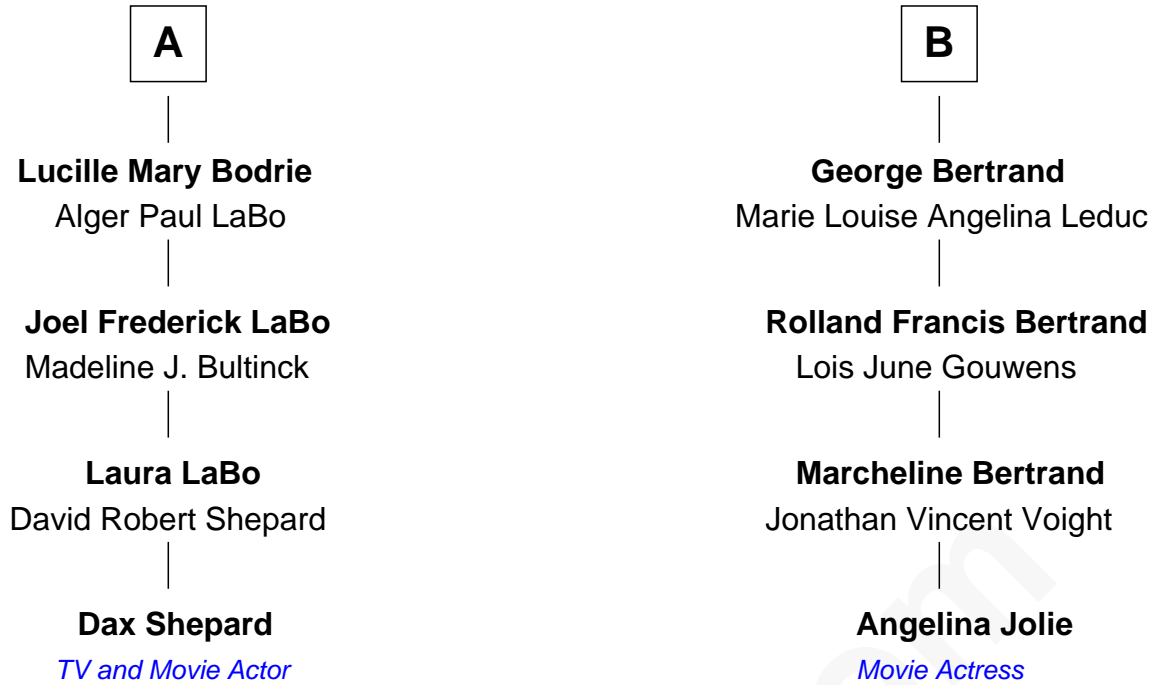 A
B
Lucille Mary Bodrie
Alger Paul LaBo
George Bertrand
Marie Louise Angelina Leduc
Joel Frederick LaBo
Madeline J. Bultinck
Rolland Francis Bertrand
Lois June Gouwens
Laura LaBo
David Robert Shepard
Marcheline Bertrand
Jonathan Vincent Voight
Dax Shepard
TV and Movie Actor
Angelina Jolie
Movie Actress